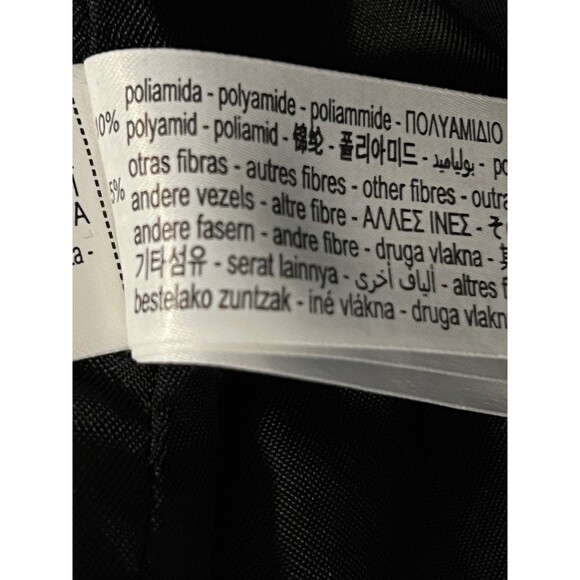 poliamida - polyamide - poliammide - ΠΟΛΥΑΜΙΔΙΟ
10% polyamid - poliamid - 锦纶 - 폴리아미드 - بولياميد -
otras fibras - autres fibres - other fibres -
5% andere vezels - altre fibre - ΑΛΛΕΣ ΙΝΕΣ -
andere fasern - andre fibre - druga vlakna -
기타섬유 - serat lainnya - ألياف أخرى - altres
bestelako zuntzak - iné vlákna - druga